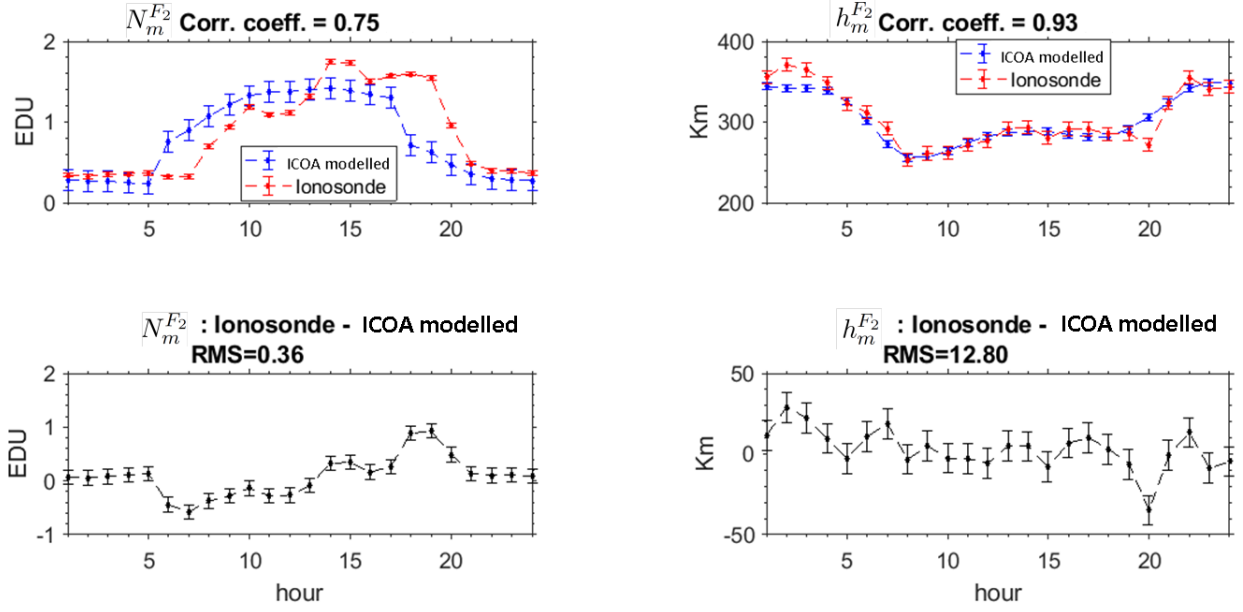 N_m^{F_2} Corr. coeff. = 0.75
2
1
0
EDU
5
10
15
20
ICOA modelled
Ionosonde
h_m^{F_2} Corr. coeff. = 0.93
400
300
200
Km
5
10
15
20
ICOA modelled
Ionosonde
N_m^{F_2} : Ionosonde - ICOA modelled
RMS=0.36
2
1
0
-1
EDU
5
10
15
20
hour
h_m^{F_2} : Ionosonde - ICOA modelled
RMS=12.80
50
0
-50
Km
5
10
15
20
hour